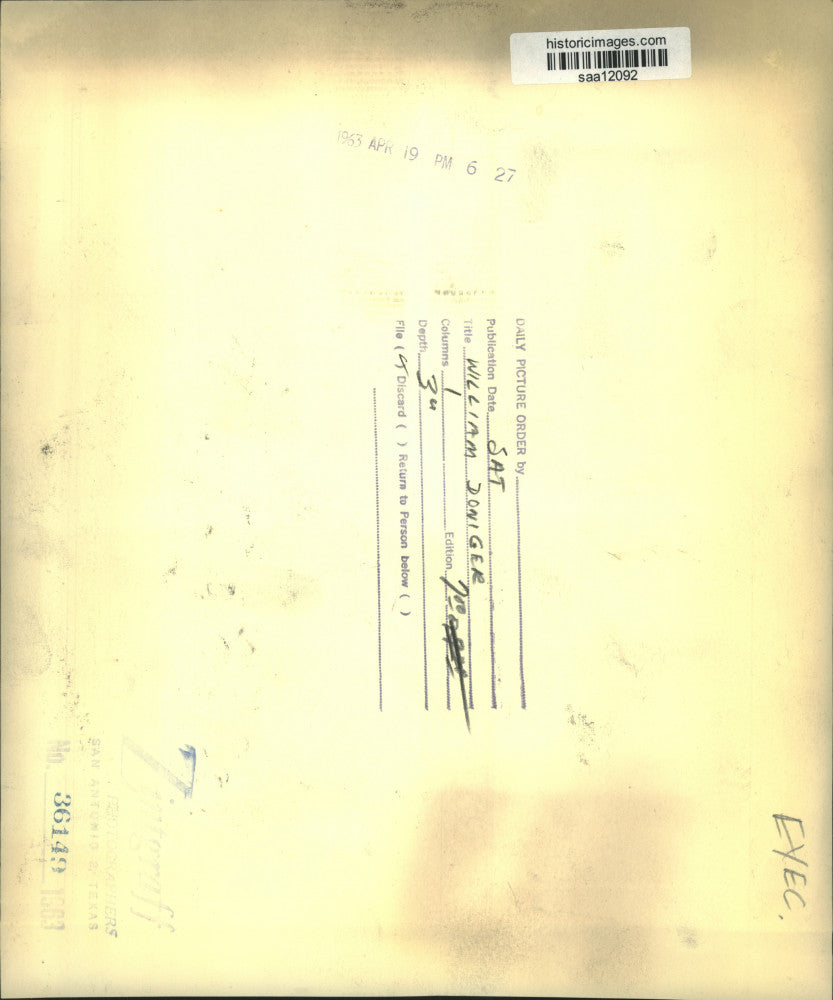 historicimages.com
saa12092
1963 APR 19 PM 6 27
DAILY PICTURE ORDER by
Publication Date SAT
Title WILLIAM DONIGER
Columns 1 Edition
Depth 3"
File ( ) Discard ( ) Return to Person below ( )
EXEC.
Zintgraff
PHOTOGRAPHERS
SAN ANTONIO 2, TEXAS
No. 36149 1963